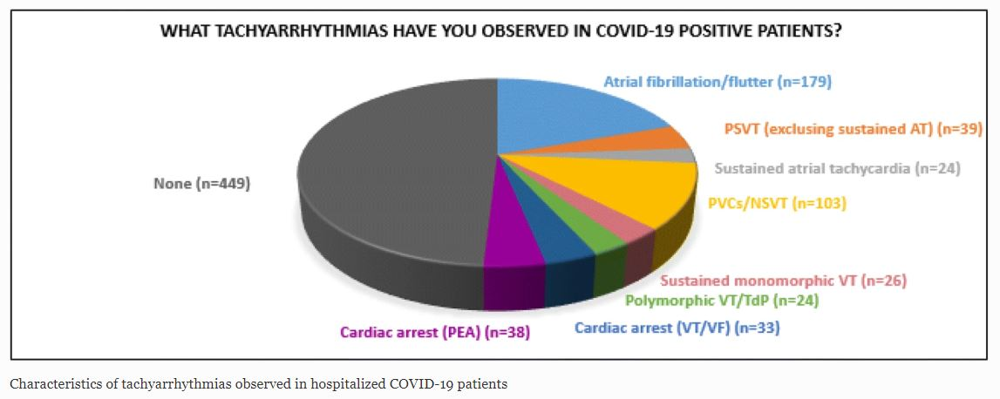 WHAT TACHYARRHYTHMIAS HAVE YOU OBSERVED IN COVID-19 POSITIVE PATIENTS?
Atrial fibrillation/flutter (n=179)
PSVT (exclusing sustained AT) (n=39)
Sustained atrial tachycardia (n=24)
None (n=449)
PVCs/NSVT (n=103)
Sustained monomorphic VT (n=26)
Polymorphic VT/TdP (n=24)
Cardiac arrest (VT/VF) (n=33)
Cardiac arrest (PEA) (n=38)
Characteristics of tachyarrhythmias observed in hospitalized COVID-19 patients